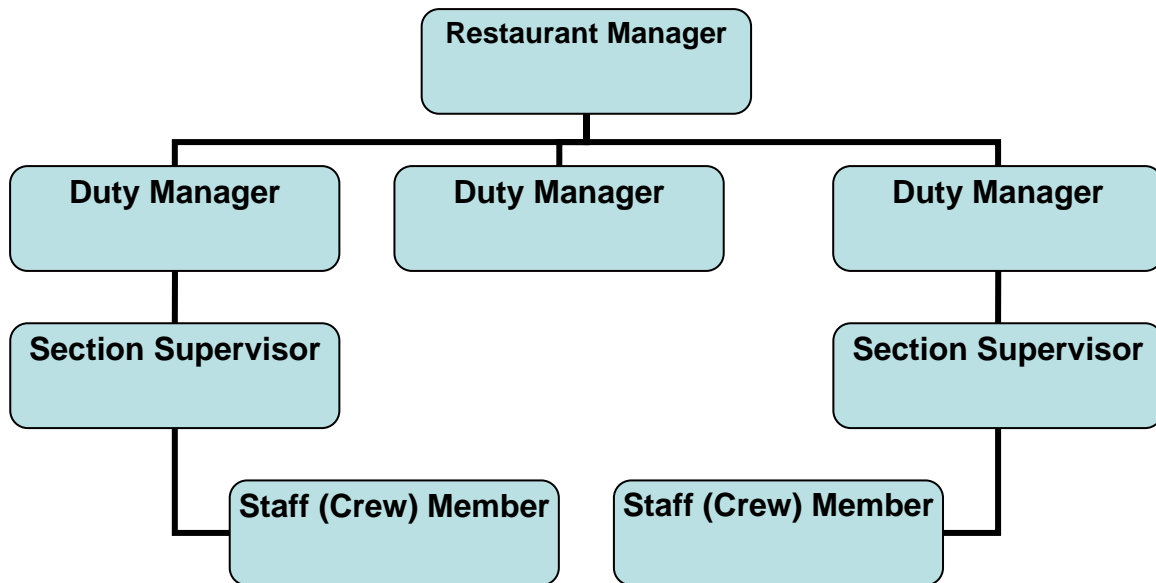 Restaurant Manager
Duty Manager
Duty Manager
Duty Manager
Section Supervisor
Section Supervisor
Staff (Crew) Member
Staff (Crew) Member